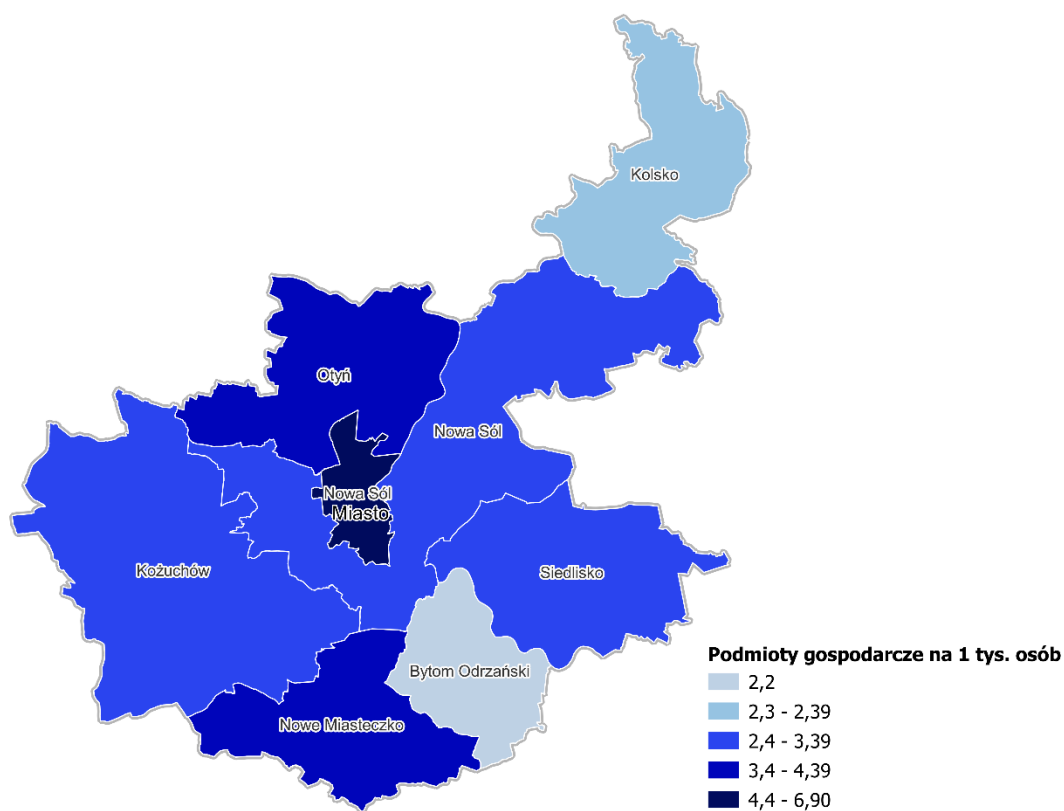 Kolsko
Otyń
Nowa Sól
Nowa Sól
Miasto
Kożuchów
Siedlisko
Bytom Odrzański
Nowe Miasteczko
Podmioty gospodarcze na 1 tys. osób
2,2
2,3 - 2,39
2,4 - 3,39
3,4 - 4,39
4,4 - 6,90